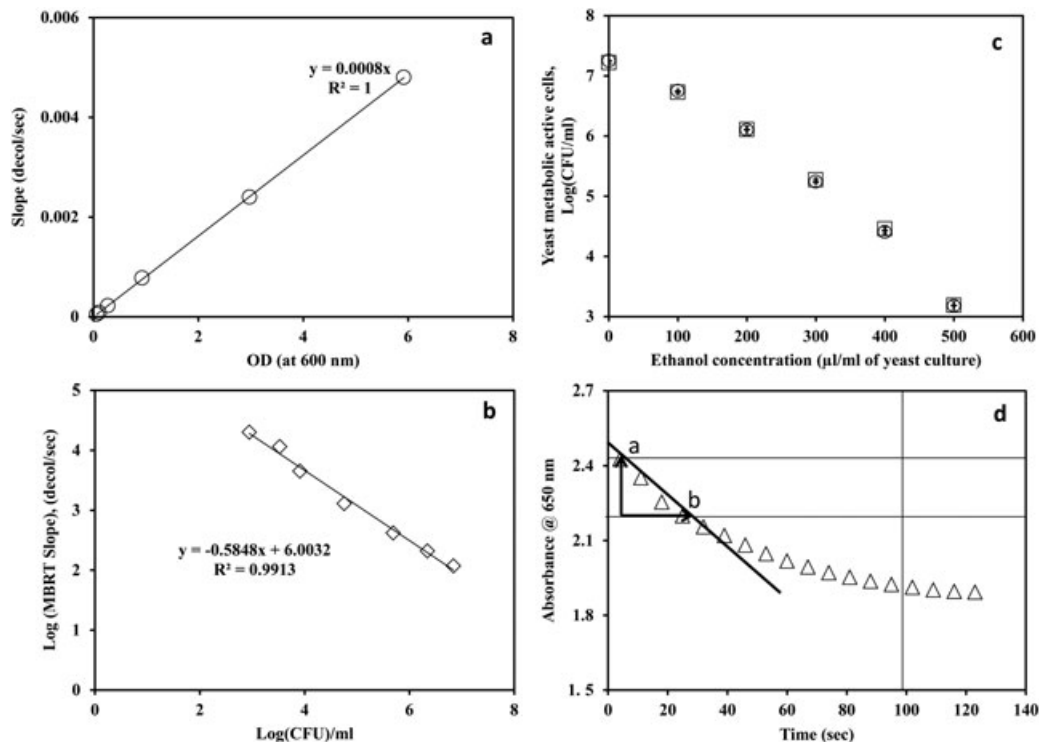 a
0.006
0.004
0.002
0
Slope (decol/sec)
y = 0.0008x
R² = 1
0 2 4 6 8
OD (at 600 nm)
c
8
7
6
5
4
3
Yeast metabolic active cells,
Log(CFU/ml)
0 100 200 300 400 500 600
Ethanol concentration (µl/ml of yeast culture)
b
5
4
3
2
1
0
Log (MBRT Slope), (decol/sec)
y = -0.5848x + 6.0032
R² = 0.9913
0 2 4 6 8
Log(CFU)/ml
d
2.7
2.4
2.1
1.8
1.5
Absorbance @ 650 nm
a
b
0 20 40 60 80 100 120 140
Time (sec)